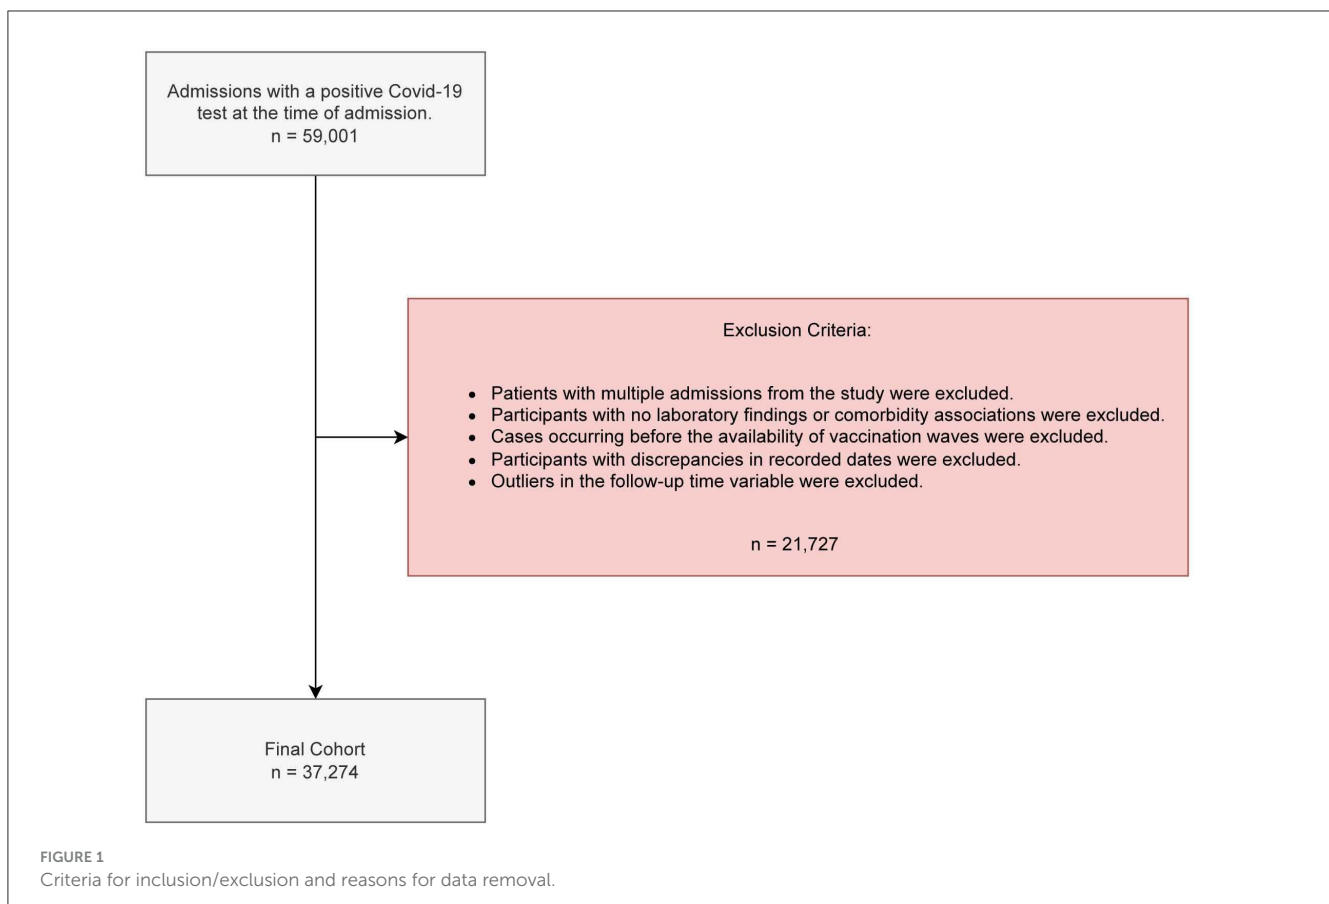 Admissions with a positive Covid-19
test at the time of admission.
n = 59,001
Exclusion Criteria:
• Patients with multiple admissions from the study were excluded.
• Participants with no laboratory findings or comorbidity associations were excluded.
• Cases occurring before the availability of vaccination waves were excluded.
• Participants with discrepancies in recorded dates were excluded.
• Outliers in the follow-up time variable were excluded.
n = 21,727
Final Cohort
n = 37,274
FIGURE 1
Criteria for inclusion/exclusion and reasons for data removal.